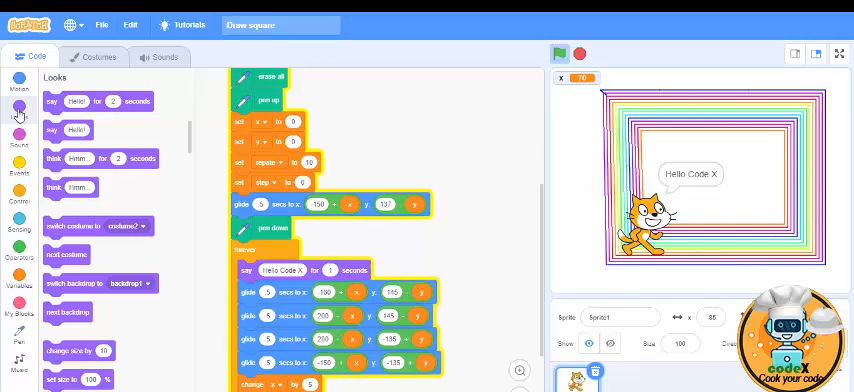 SCRATCH File Edit Tutorials Draw square
Code Costumes Sounds
Motion
Sound
Events
Control
Sensing
Operators
Variables
My Blocks
Pen
Music
Looks
say Hello! for 2 seconds
say Hello!
think Hmm... for 2 seconds
think Hmm...
switch costume to costume2
next costume
switch backdrop to backdrop1
next backdrop
change size by 10
set size to 100 %
erase all
pen up
set x to 0
set y to 0
set repate to 10
set step to 0
glide .5 secs to x: -150 + x y: 137 - y
pen down
forever
say Hello Code X for 1 seconds
glide .5 secs to x: -160 + x y: 145 - y
glide .5 secs to x: 200 - x y: 145 - y
glide .5 secs to x: 200 - x y: -135 + y
glide .5 secs to x: -150 + x y: -135 + y
change x by 5
x 70
Hello Code X
Sprite Sprite1 x 85
Show Size 100
codeX
Cook your code